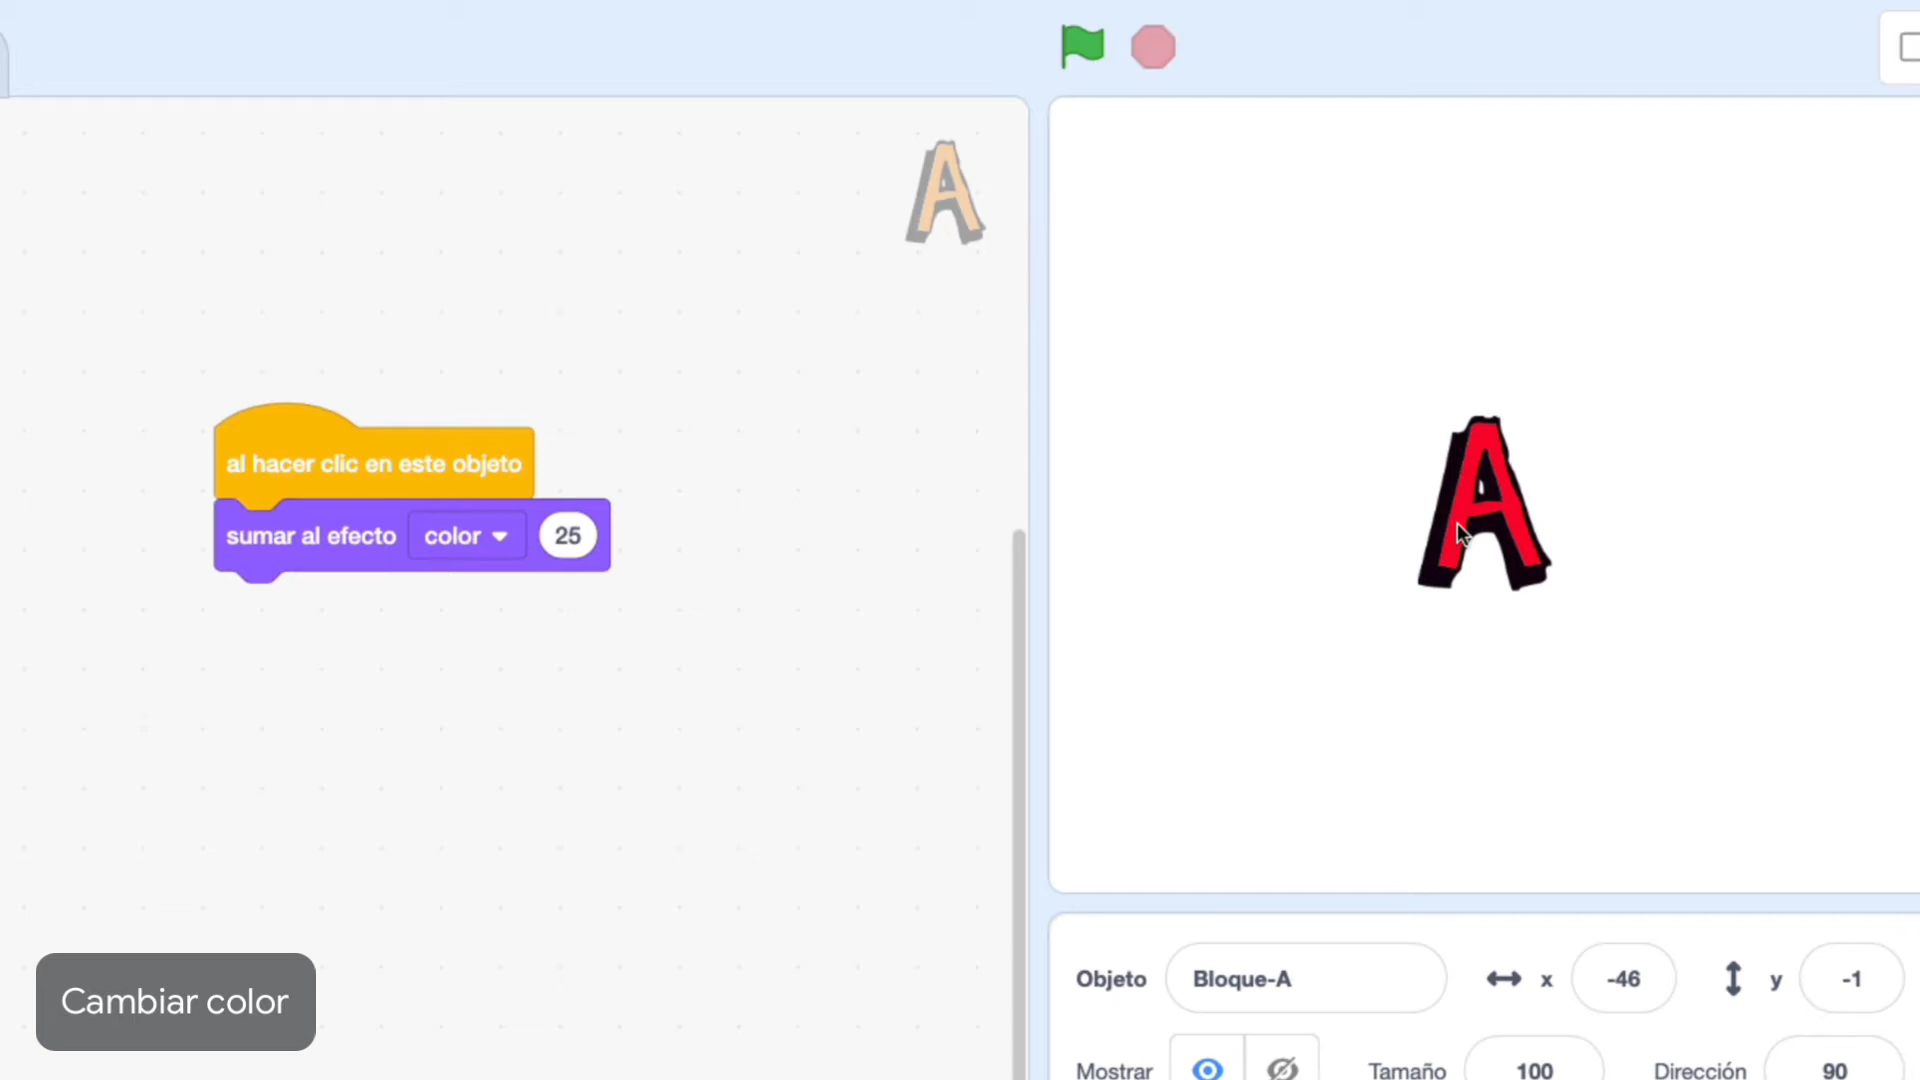 A
A
al hacer clic en este objeto
sumar al efecto color 25
Cambiar color
Objeto Bloque-A x -46 y -1
Mostrar Tamaño 100 Dirección 90